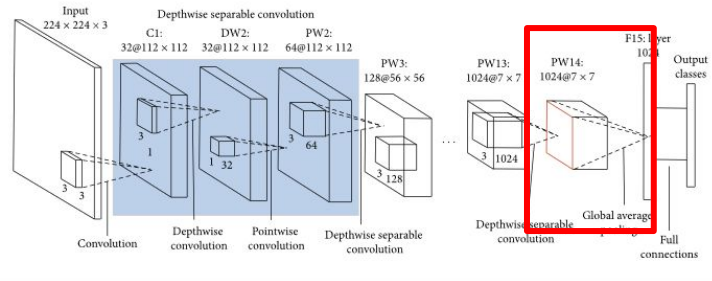 Depthwise separable convolution
Input
224 × 224 × 3
C1:
32@112 × 112
DW2:
32@112 × 112
PW2:
64@112 × 112
PW3:
128@56 × 56
PW13:
1024@7 × 7
PW14:
1024@7 × 7
F15: Layer
1024
Output
classes
3
3
3
1
1
32
3
64
3
128
...
3
1024
Convolution
Depthwise
convolution
Pointwise
convolution
Depthwise separable
convolution
Depthwise separable
convolution
Global average
Full
connections